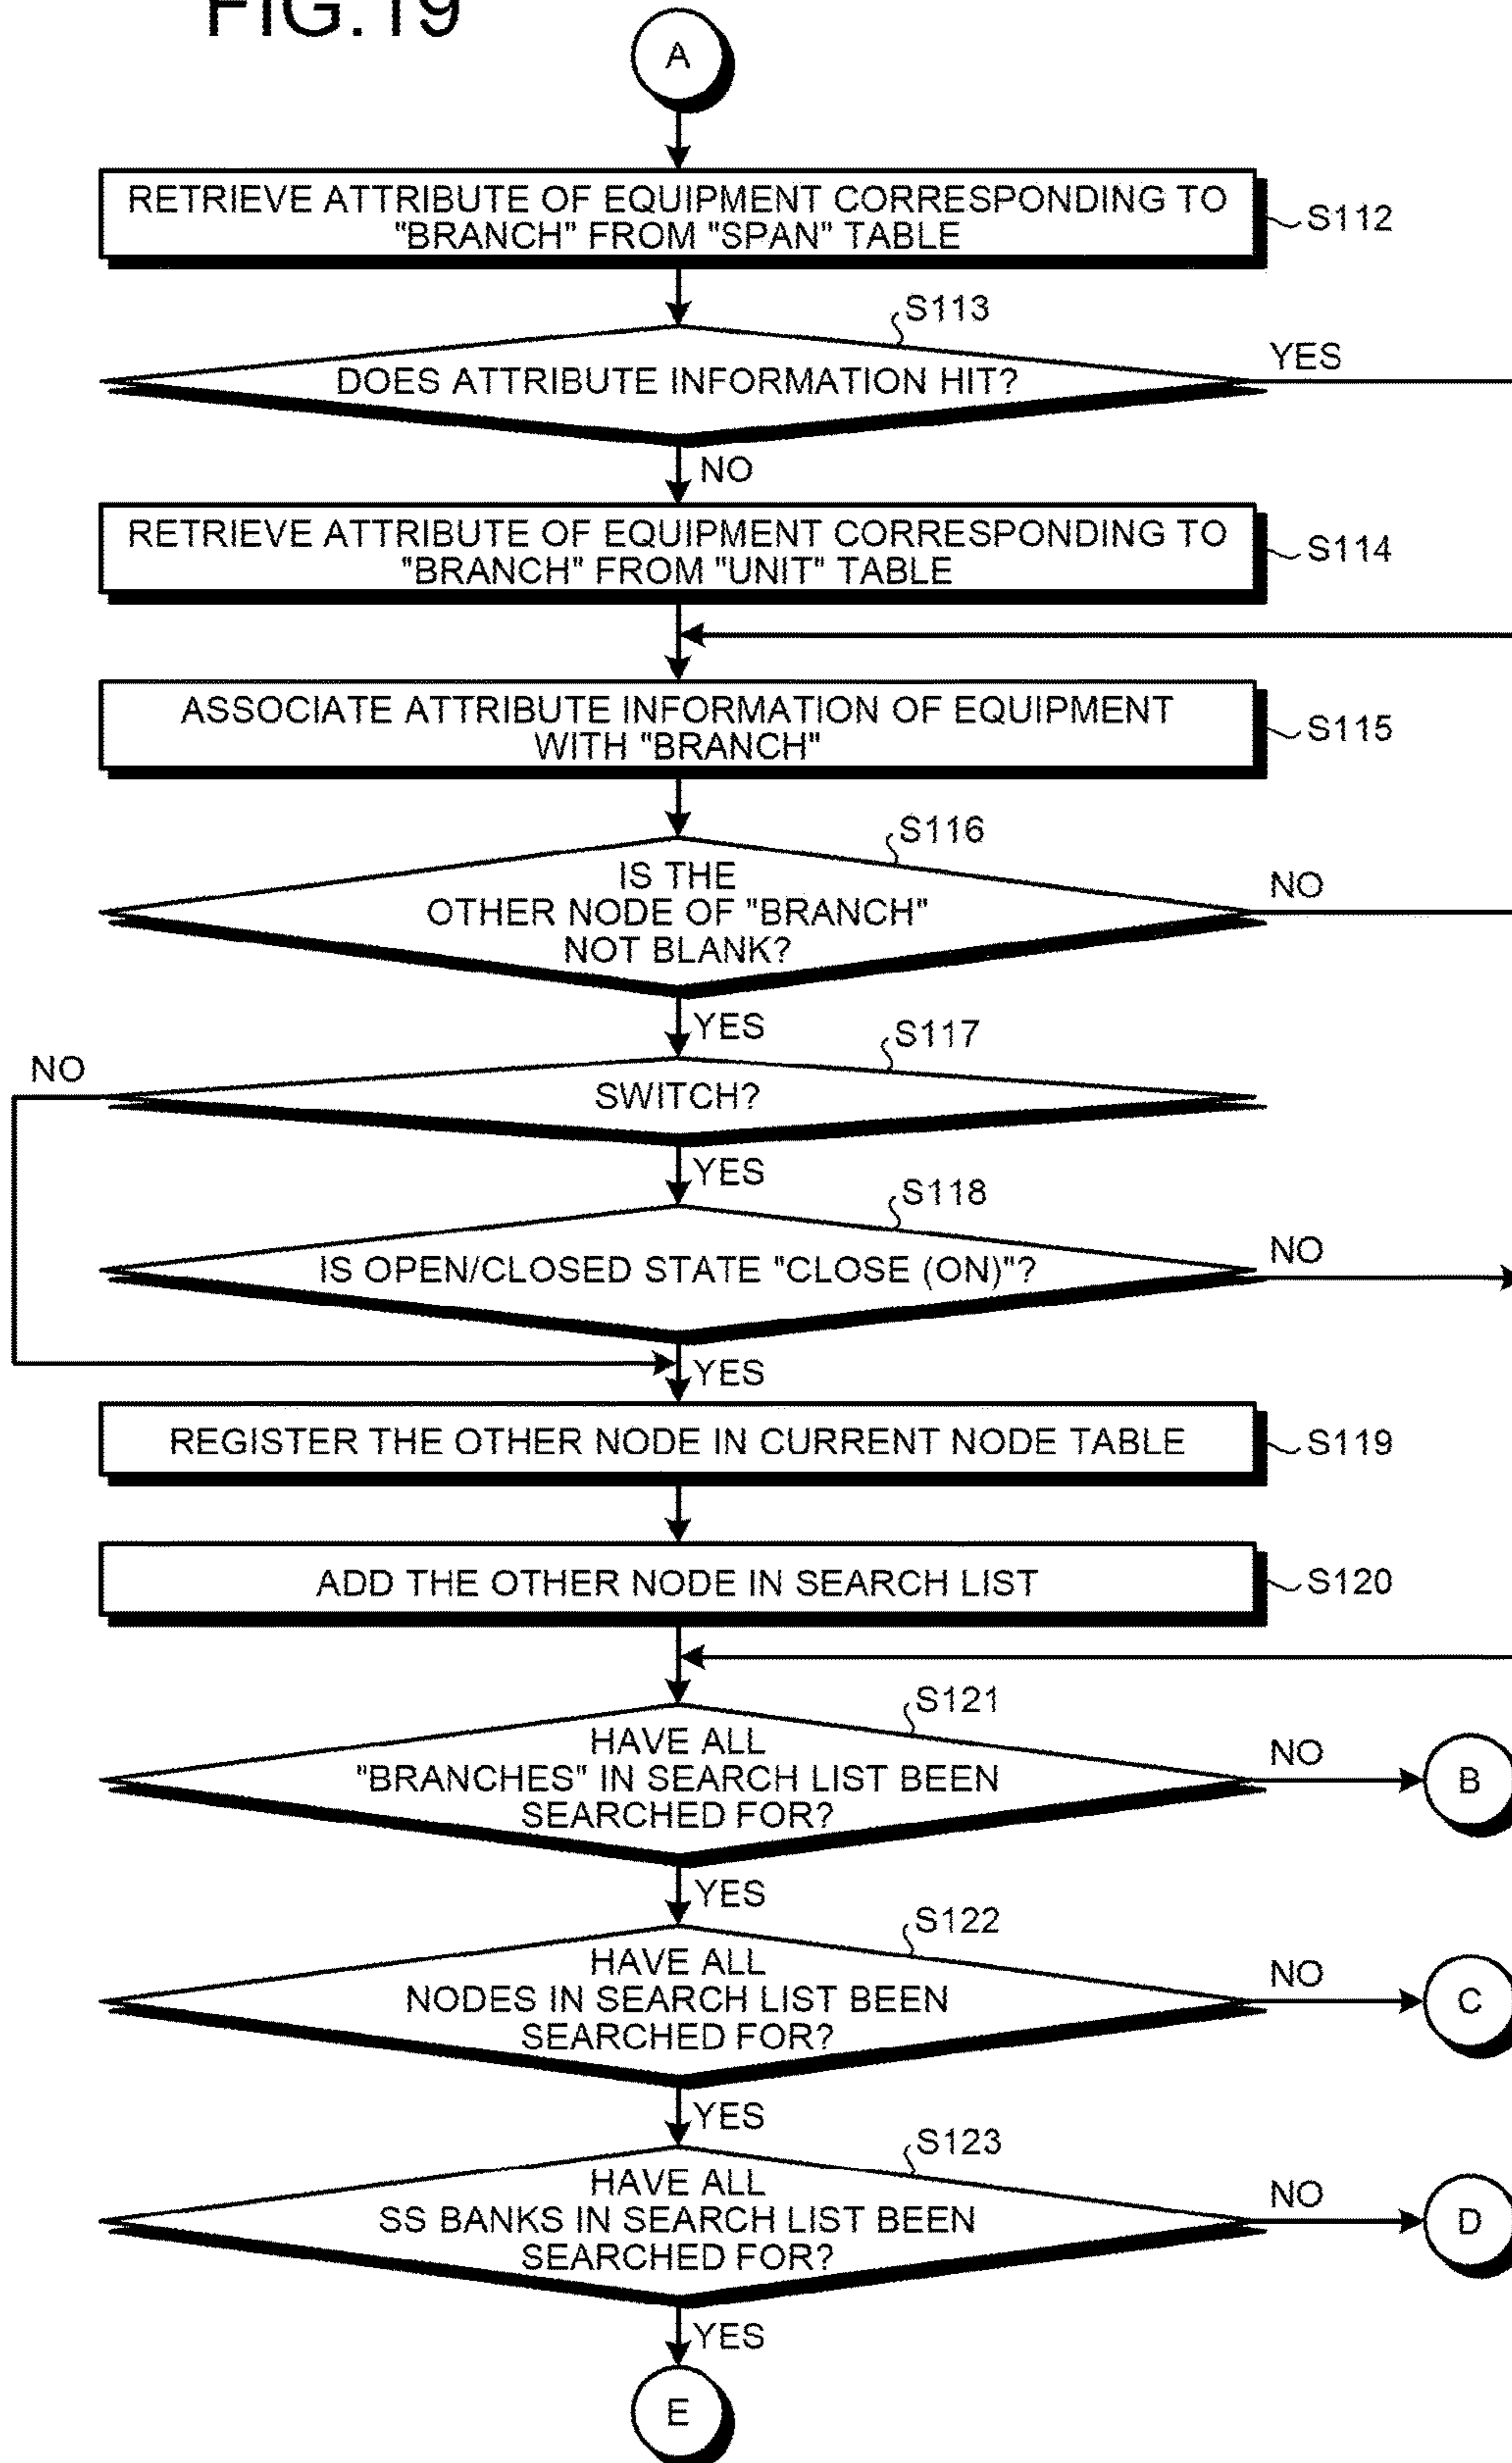 FIG.19
A
RETRIEVE ATTRIBUTE OF EQUIPMENT CORRESPONDING TO
"BRANCH" FROM "SPAN" TABLE
S112
S113
DOES ATTRIBUTE INFORMATION HIT?
YES
NO
RETRIEVE ATTRIBUTE OF EQUIPMENT CORRESPONDING TO
"BRANCH" FROM "UNIT" TABLE
S114
ASSOCIATE ATTRIBUTE INFORMATION OF EQUIPMENT
WITH "BRANCH"
S115
S116
IS THE
OTHER NODE OF "BRANCH"
NOT BLANK?
NO
YES
S117
NO
SWITCH?
YES
S118
IS OPEN/CLOSED STATE "CLOSE (ON)"?
NO
YES
REGISTER THE OTHER NODE IN CURRENT NODE TABLE
S119
ADD THE OTHER NODE IN SEARCH LIST
S120
S121
HAVE ALL
"BRANCHES" IN SEARCH LIST BEEN
SEARCHED FOR?
NO
B
YES
S122
HAVE ALL
NODES IN SEARCH LIST BEEN
SEARCHED FOR?
NO
C
YES
S123
HAVE ALL
SS BANKS IN SEARCH LIST BEEN
SEARCHED FOR?
NO
D
YES
E